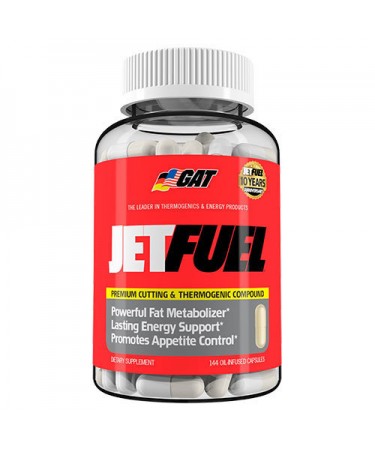 GAT
JET FUEL
10 YEARS
THE LEADER IN THERMOGENICS & ENERGY PRODUCTS
JETFUEL
PREMIUM CUTTING & THERMOGENIC COMPOUND
Powerful Fat Metabolizer*
Lasting Energy Support*
Promotes Appetite Control*
DIETARY SUPPLEMENT
144 OIL-INFUSED CAPSULES